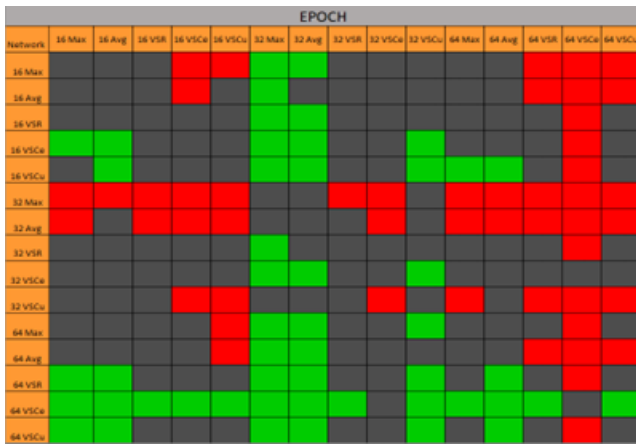 EPOCH
Network 16 Max 16 Avg 16 VSR 16 VSCe 16 VSCu 32 Max 32 Avg 32 VSR 32 VSCe 32 VSCu 64 Max 64 Avg 64 VSR 64 VSCe 64 VSCu
16 Max
16 Avg
16 VSR
16 VSCe
16 VSCu
32 Max
32 Avg
32 VSR
32 VSCe
32 VSCu
64 Max
64 Avg
64 VSR
64 VSCe
64 VSCu